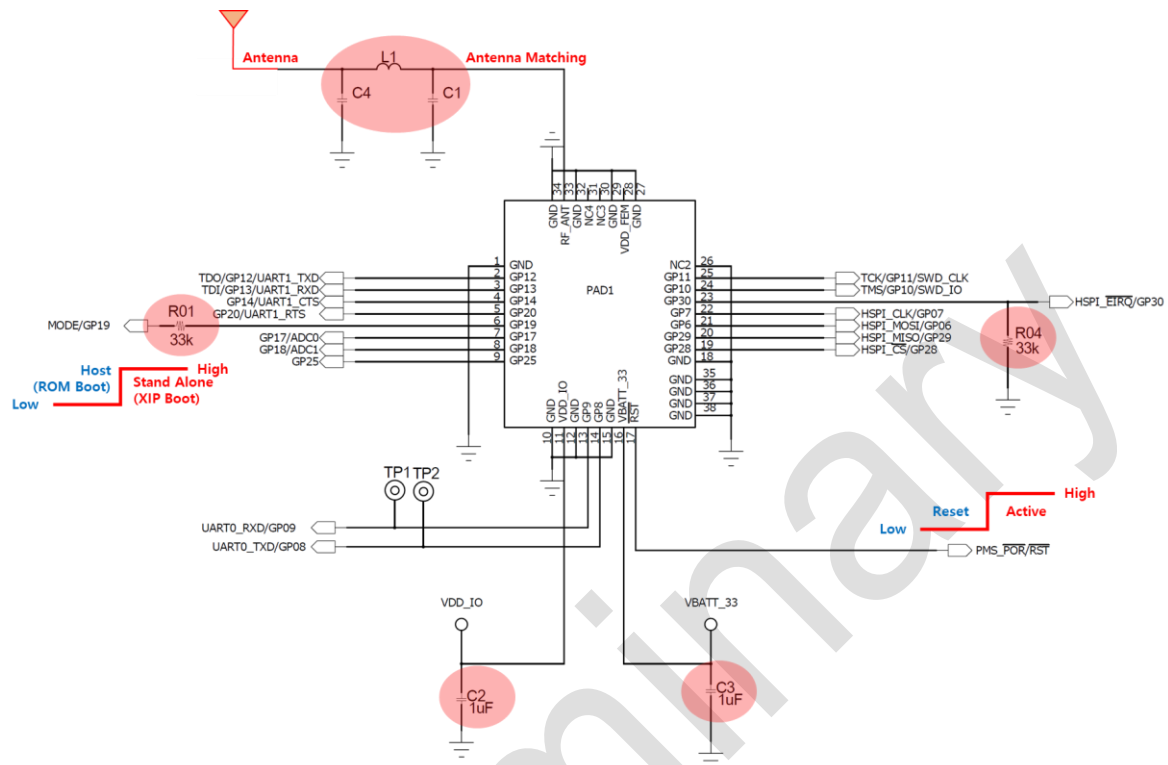 Antenna
L1
Antenna Matching
C4
C1
34 33 32 31 30 29 28 27
GND
RF_ANT
GND
NC4
NC3
GND
VDD_FEM
GND
PAD1
1 GND
TDO/GP12/UART1_TXD 2 GP12
TDI/GP13/UART1_RXD 3 GP13
GP14/UART1_CTS 4 GP14
GP20/UART1_RTS 5 GP20
MODE/GP19 R01 33k 6 GP19
GP17/ADC0 7 GP17
GP18/ADC1 8 GP18
GP25 9 GP25
NC2 26
GP11 25 TCK/GP11/SWD_CLK
GP10 24 TMS/GP10/SWD_IO
GP30 23 HSPI_EIRQ/GP30
GP7 22 HSPI_CLK/GP07
GP6 21 HSPI_MOSI/GP06
GP29 20 HSPI_MISO/GP29
GP28 19 HSPI_CS/GP28
GND 18
GND 35
GND 36
GND 37
GND 38
R04
33k
Host
(ROM Boot)
Low
High
Stand Alone
(XIP Boot)
GND
VDD_IO
GND
GP9
GP8
GND
VBATT_33
RST
10 11 12 13 14 15 16 17
TP1 TP2
UART0_RXD/GP09
UART0_TXD/GP08
Reset
Low
High
Active
PMS_POR/RST
VDD_IO
VBATT_33
C2
1uF
C3
1uF
minary